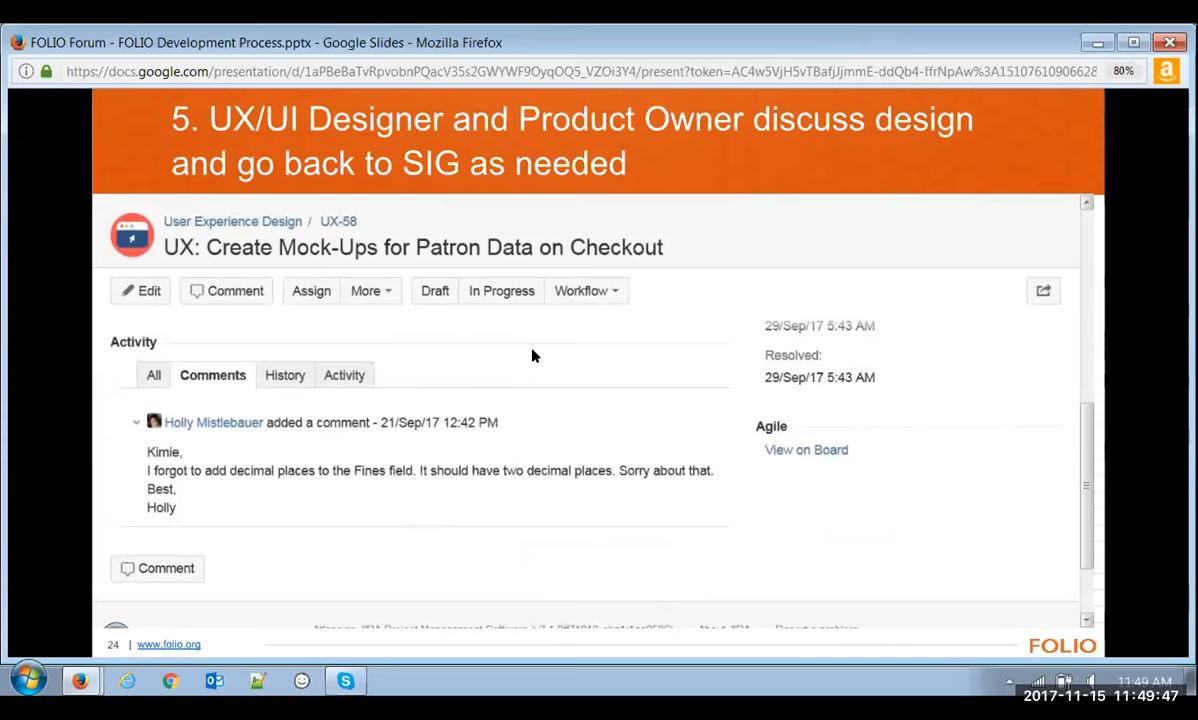 FOLIO Forum - FOLIO Development Process.pptx - Google Slides - Mozilla Firefox
https://docs.google.com/presentation/d/1aPBeBaTvRpvobnPQacV35s2GWYWF9OyqOQ5_VZOi3Y4/present?token=AC4w5VjH5vTBafjJjmmE-ddQb4-ffrNpAw%3A15107610906628 80%
5. UX/UI Designer and Product Owner discuss design
and go back to SIG as needed
User Experience Design / UX-58
UX: Create Mock-Ups for Patron Data on Checkout
Edit Comment Assign More Draft In Progress Workflow
29/Sep/17 5:43 AM
Activity
Resolved:
29/Sep/17 5:43 AM
All Comments History Activity
Holly Mistlebauer added a comment - 21/Sep/17 12:42 PM
Agile
View on Board
Kimie,
I forgot to add decimal places to the Fines field. It should have two decimal places. Sorry about that.
Best,
Holly
Comment
24 | www.folio.org
FOLIO
11:49 AM
2017-11-15 11:49:47